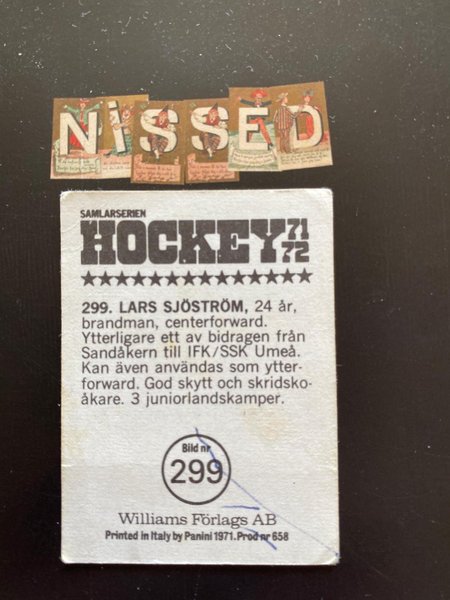 NiSSED
SAMLARSERIEN
HOCKEY 71
72
299. LARS SJÖSTRÖM, 24 år,
brandman, centerforward.
Ytterligare ett av bidragen från
Sandåkern till IFK/SSK Umeå.
Kan även användas som ytter-
forward. God skytt och skridsko-
åkare. 3 juniorlandskamper.
Bild nr
299
Williams Förlags AB
Printed in Italy by Panini 1971. Prod nr 658